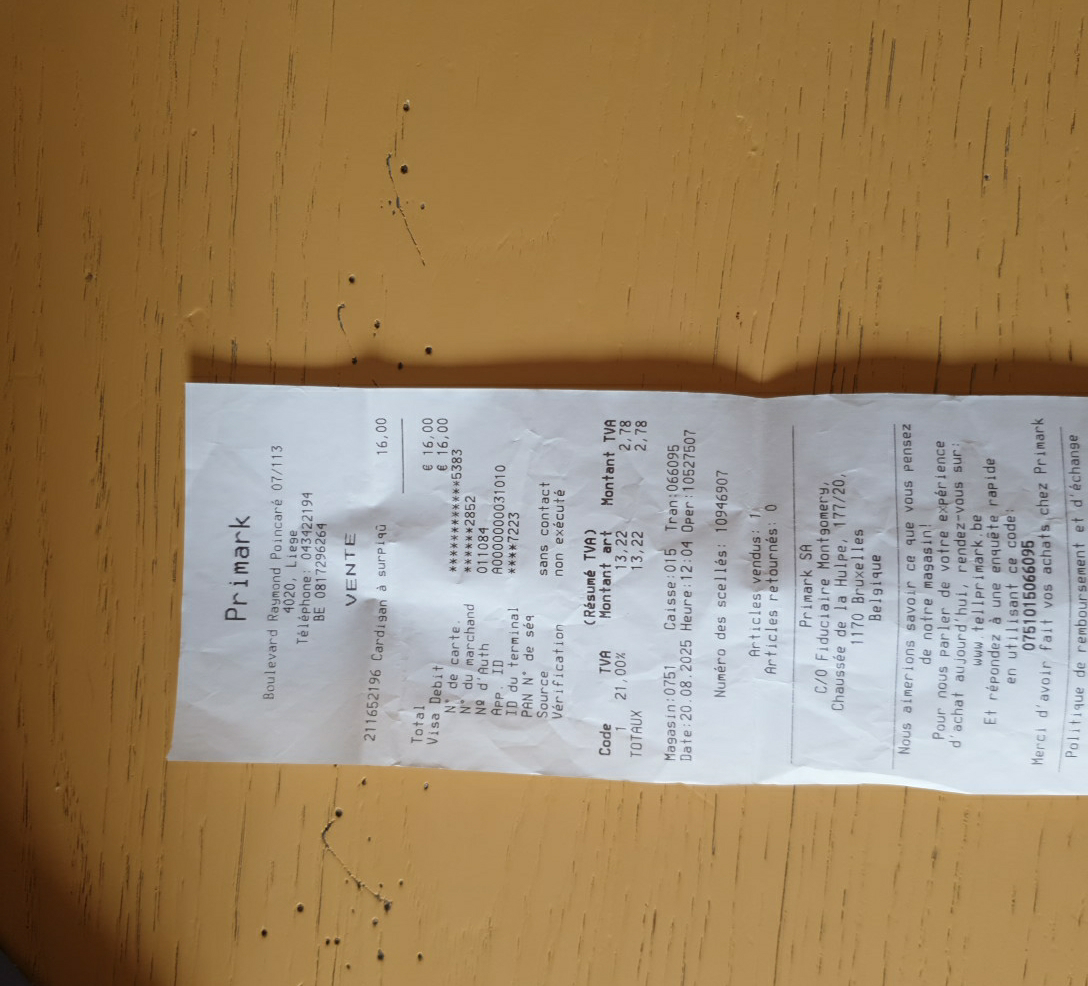 Primark
Boulevard Raymond Poincaré 07/113
4020, Liege
Téléphone: 043422194
BE 0817296264
VENTE
211652196 Cardigan à surpiqû 16,00
Total € 16,00
Visa Debit € 16,00
N° de carte. ************5383
N° du marchand ******2852
Nº d'Auth 011084
App. ID A0000000031010
ID du terminal ****7223
PAN N° de séq
Source sans contact
Vérification non exécuté
(Résumé TVA)
Code TVA Montant art Montant TVA
1 21,00% 13,22 2,78
TOTAUX 13,22 2,78
Magasin:0751 Caisse:015 Tran:066095
Date:20.08.2025 Heure:12:04 Oper:10527507
Numéro des scellés: 10946907
Articles vendus: 1
Articles retournés: 0
Primark SA
C/O Fiduciaire Montgomery,
Chaussée de la Hulpe, 177/20,
1170 Bruxelles
Belgique
Nous aimerions savoir ce que vous pensez
de notre magasin!
Pour nous parler de votre expérience
d'achat aujourd'hui, rendez-vous sur:
www.tellprimark.be
Et répondez à une enquête rapide
en utilisant ce code:
0751015066095
Merci d'avoir fait vos achats chez Primark
Politique de remboursement et d'échange